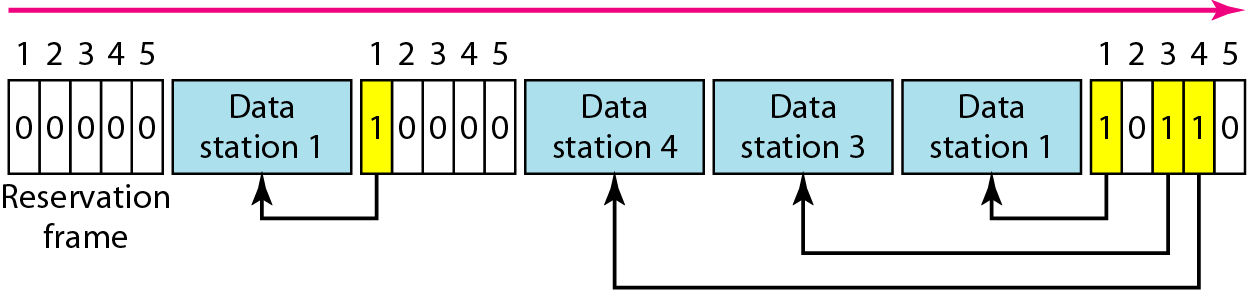 1 2 3 4 5
0 0 0 0 0
Reservation
frame
Data
station 1
1 2 3 4 5
1 0 0 0 0
Data
station 4
Data
station 3
Data
station 1
1 2 3 4 5
1 0 1 1 0